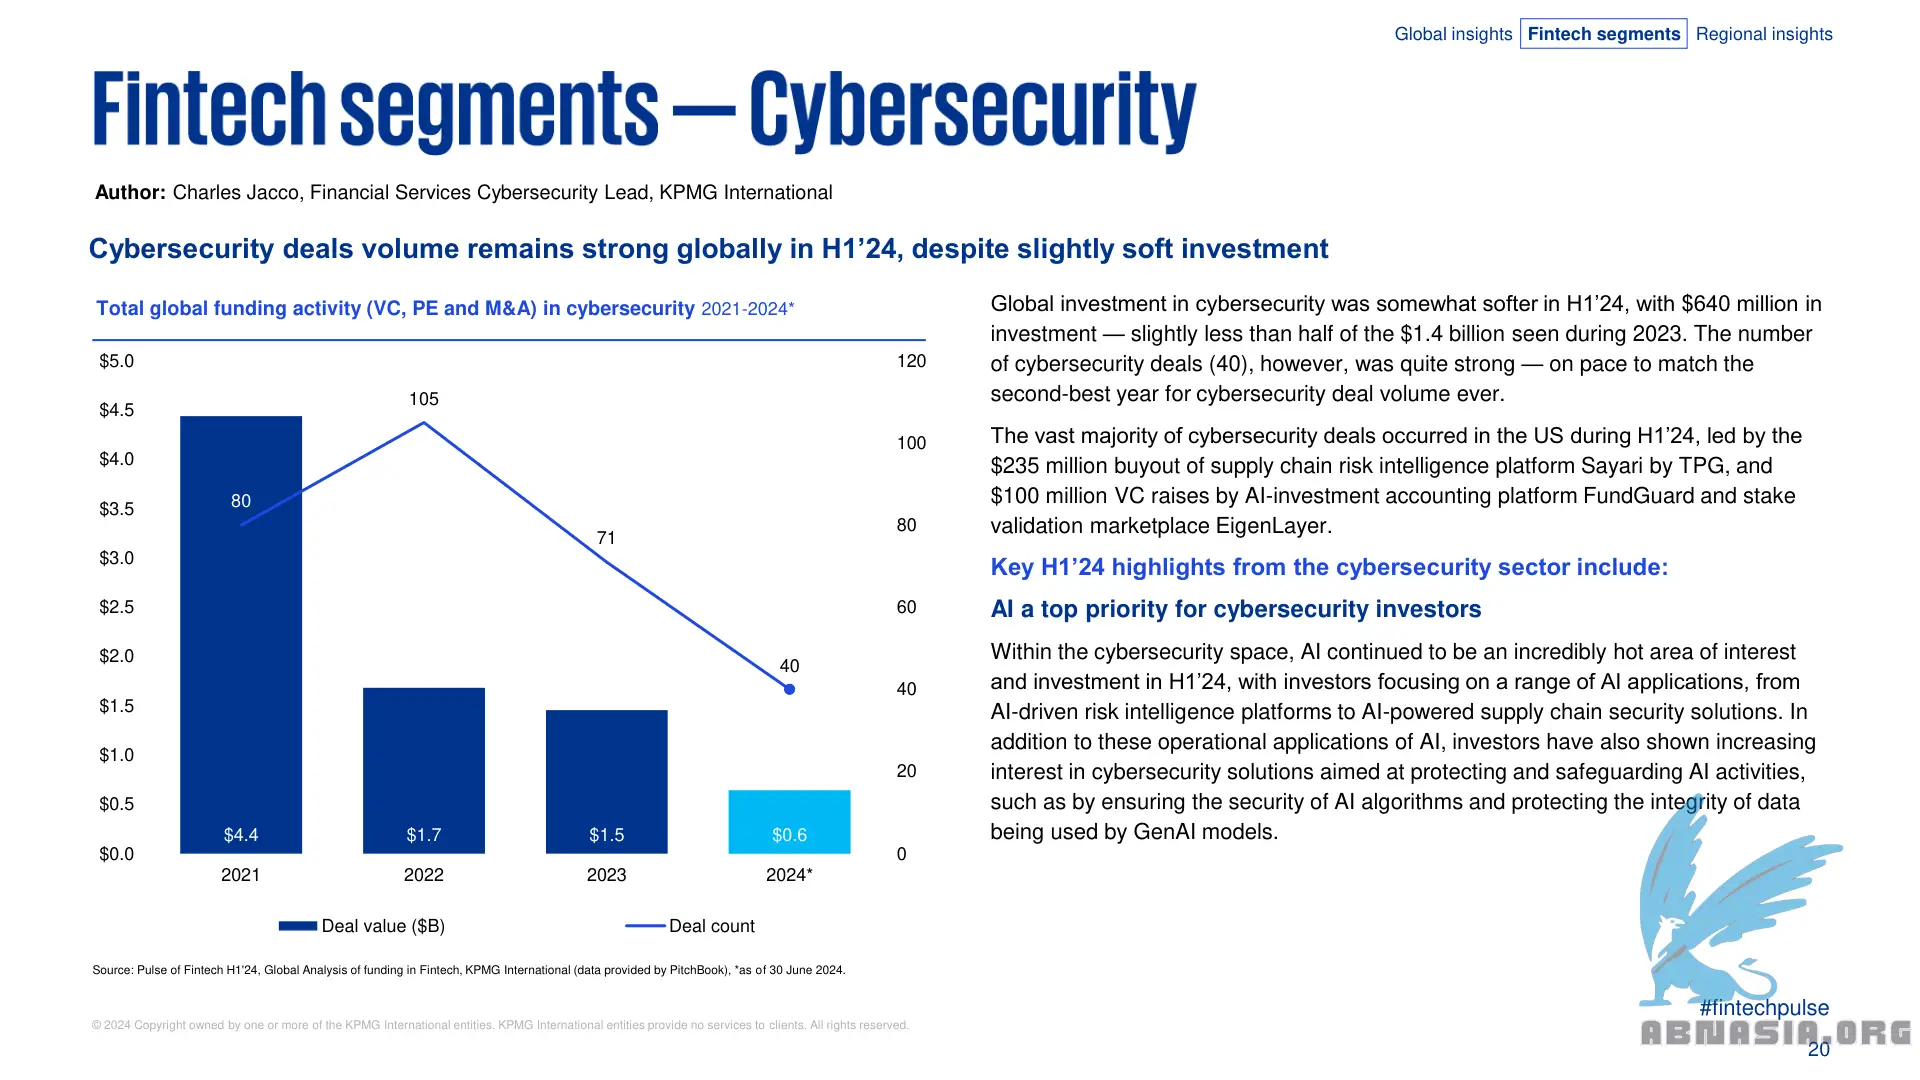 Global insights Fintech segments Regional insights
Fintech segments — Cybersecurity
Author: Charles Jacco, Financial Services Cybersecurity Lead, KPMG International
Cybersecurity deals volume remains strong globally in H1’24, despite slightly soft investment
Total global funding activity (VC, PE and M&A) in cybersecurity 2021-2024*
$5.0
$4.5
$4.0
$3.5
$3.0
$2.5
$2.0
$1.5
$1.0
$0.5
$0.0
120
100
80
60
40
20
0
80
105
71
40
$4.4
$1.7
$1.5
$0.6
2021
2022
2023
2024*
Deal value ($B)
Deal count
Source: Pulse of Fintech H1’24, Global Analysis of funding in Fintech, KPMG International (data provided by PitchBook), *as of 30 June 2024.
Global investment in cybersecurity was somewhat softer in H1’24, with $640 million in
investment — slightly less than half of the $1.4 billion seen during 2023. The number
of cybersecurity deals (40), however, was quite strong — on pace to match the
second-best year for cybersecurity deal volume ever.
The vast majority of cybersecurity deals occurred in the US during H1’24, led by the
$235 million buyout of supply chain risk intelligence platform Sayari by TPG, and
$100 million VC raises by AI-investment accounting platform FundGuard and stake
validation marketplace EigenLayer.
Key H1’24 highlights from the cybersecurity sector include:
AI a top priority for cybersecurity investors
Within the cybersecurity space, AI continued to be an incredibly hot area of interest
and investment in H1’24, with investors focusing on a range of AI applications, from
AI-driven risk intelligence platforms to AI-powered supply chain security solutions. In
addition to these operational applications of AI, investors have also shown increasing
interest in cybersecurity solutions aimed at protecting and safeguarding AI activities,
such as by ensuring the security of AI algorithms and protecting the integrity of data
being used by GenAI models.
© 2024 Copyright owned by one or more of the KPMG International entities. KPMG International entities provide no services to clients. All rights reserved.
#fintechpulse
ABNASIA.ORG
20